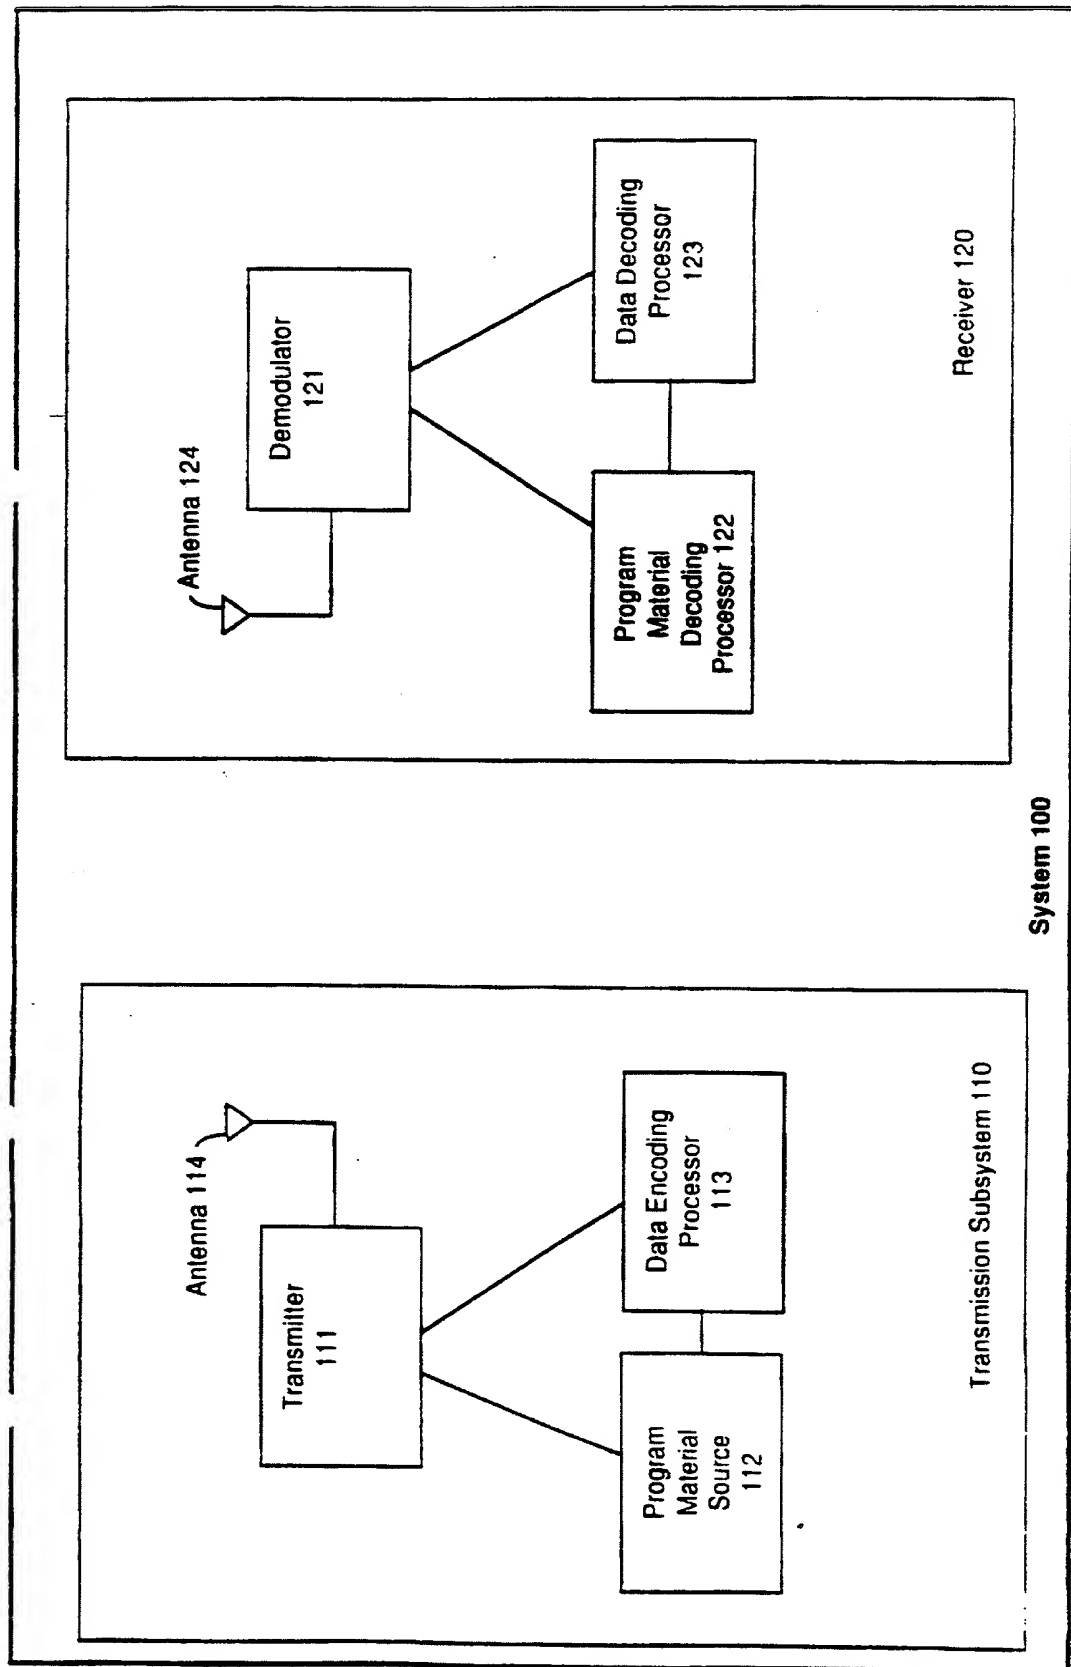 Antenna 114
Transmitter
111
Program
Material
Source
112
Data Encoding
Processor
113
Transmission Subsystem 110
Antenna 124
Demodulator
121
Program
Material
Decoding
Processor 122
Data Decoding
Processor
123
Receiver 120
System 100